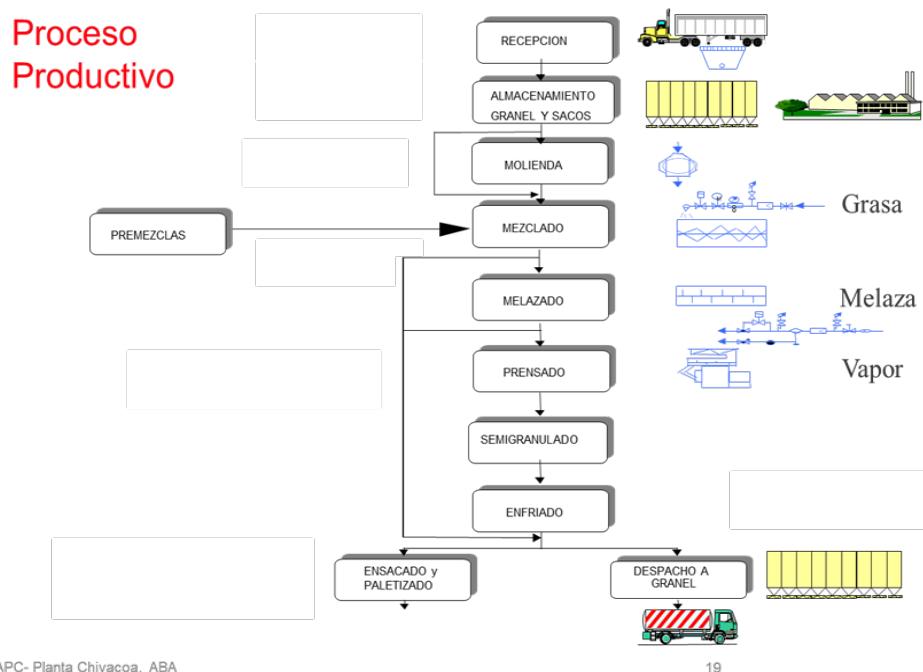 Proceso
Productivo
RECEPCION
ALMACENAMIENTO
GRANEL Y SACOS
MOLIENDA
Grasa
PREMEZCLAS
MEZCLADO
MELAZADO
Melaza
PRENSADO
Vapor
SEMIGRANULADO
ENFRIADO
ENSACADO y
PALETIZADO
DESPACHO A
GRANEL
APC- Planta Chivacoa, ABA
19